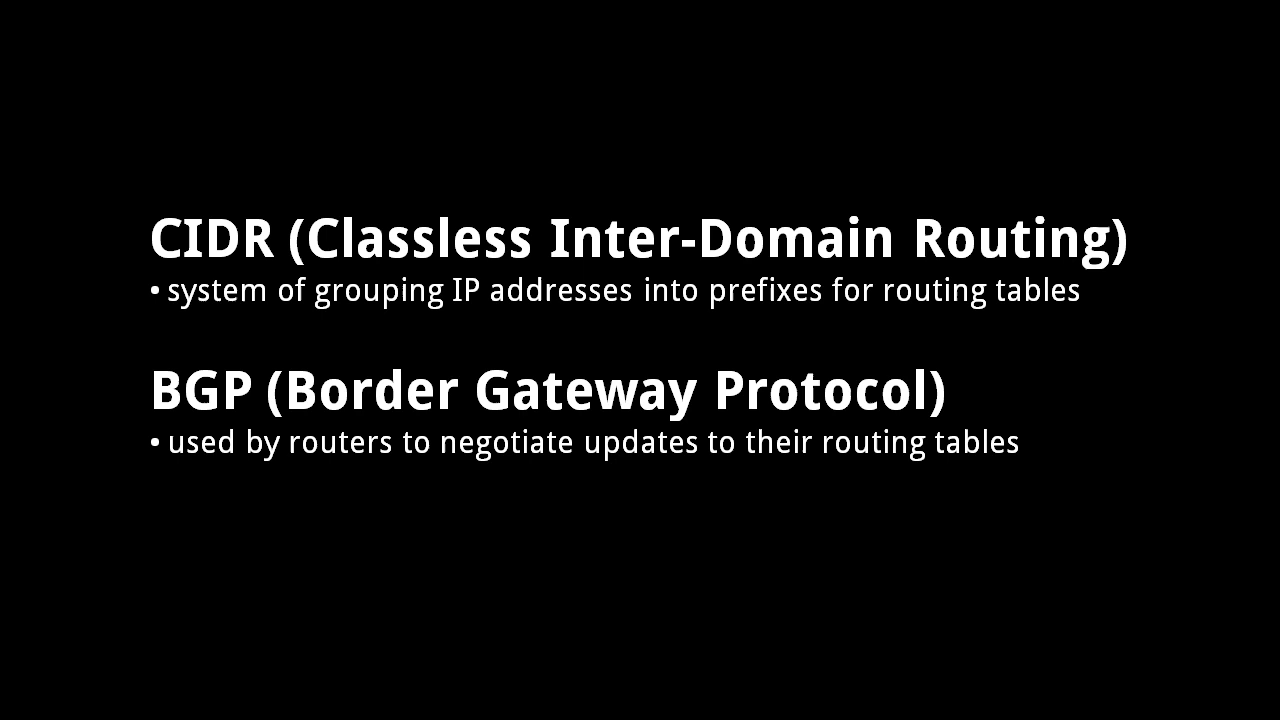 CIDR (Classless Inter-Domain Routing)
• system of grouping IP addresses into prefixes for routing tables
BGP (Border Gateway Protocol)
• used by routers to negotiate updates to their routing tables